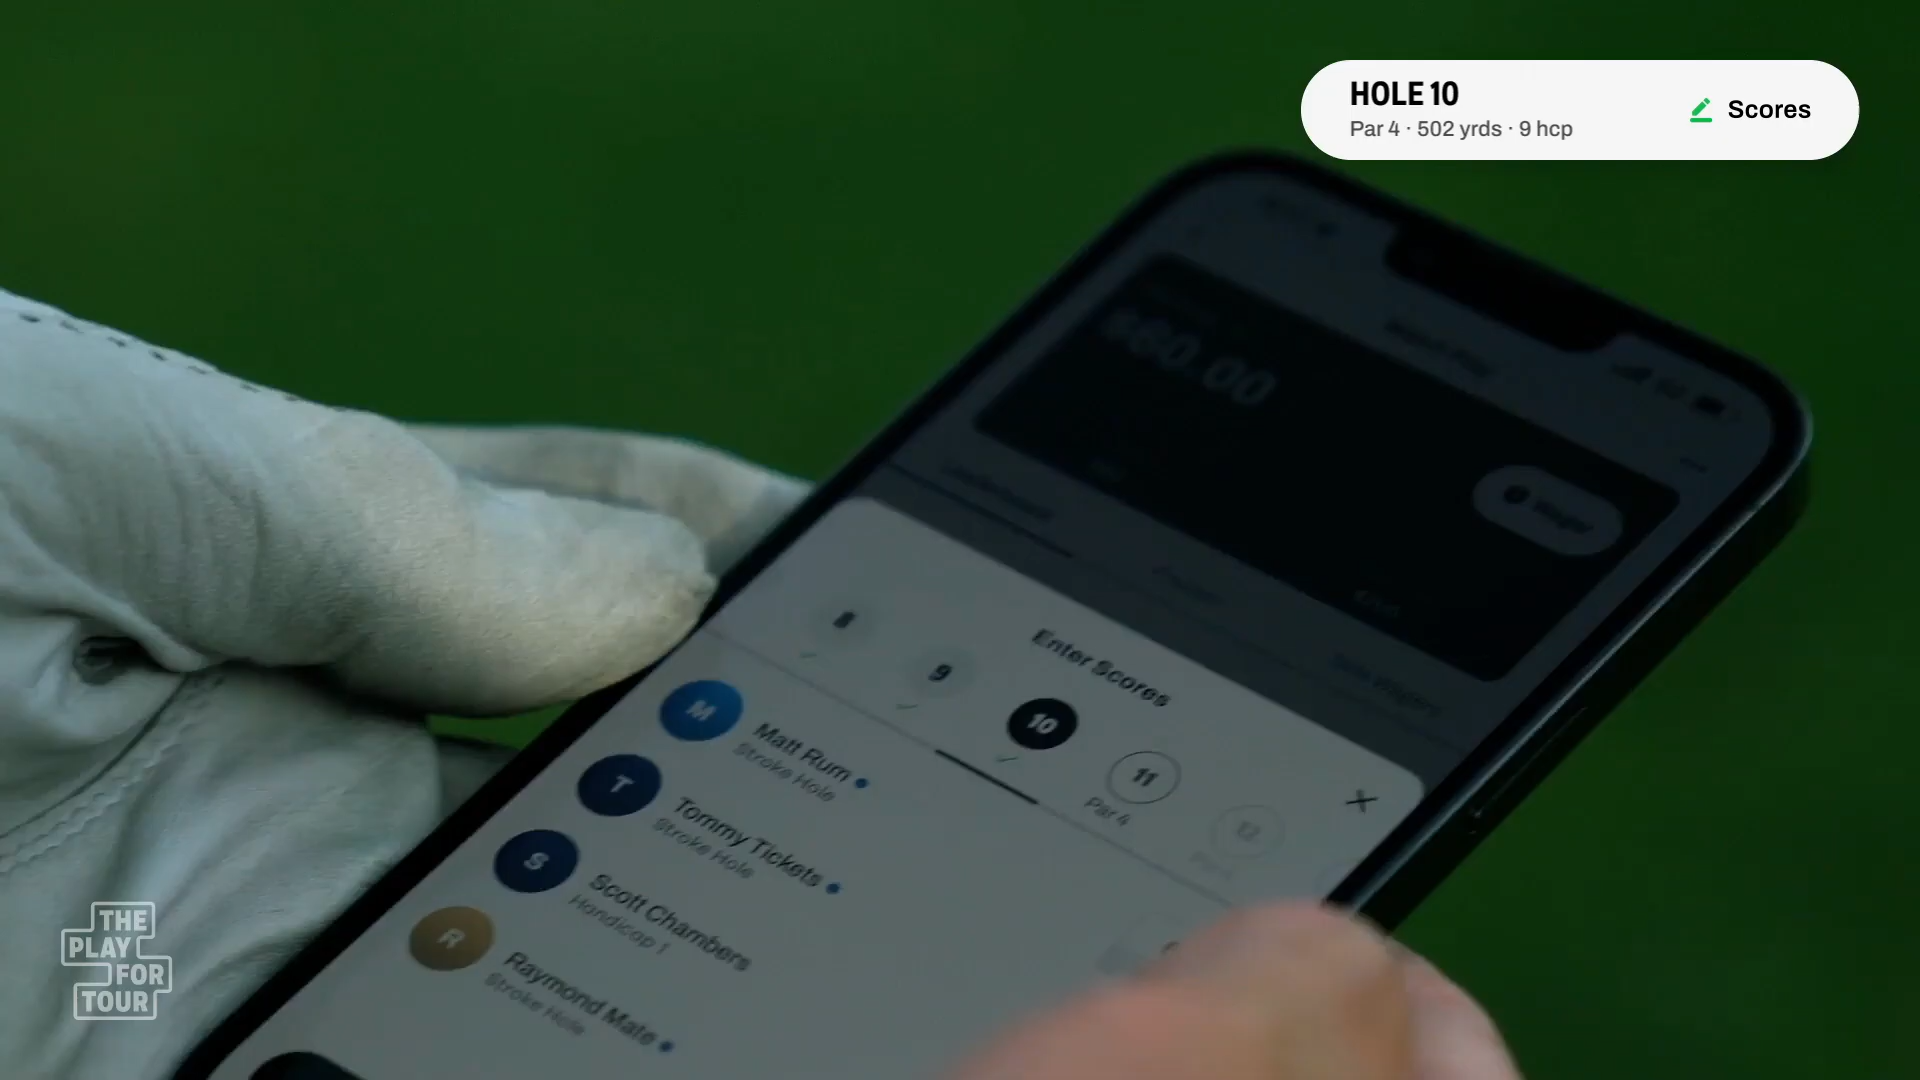 HOLE 10
Par 4 · 502 yrds · 9 hcp
Scores
$60.00
Enter Scores
8
9
10
11
Par 4
12
M
Matt Rum
Stroke Hole
T
Tommy Tickets
Stroke Hole
S
Scott Chambers
Handicap 1
R
Raymond Mate
Stroke Hole
THE
PLAY
FOR
TOUR